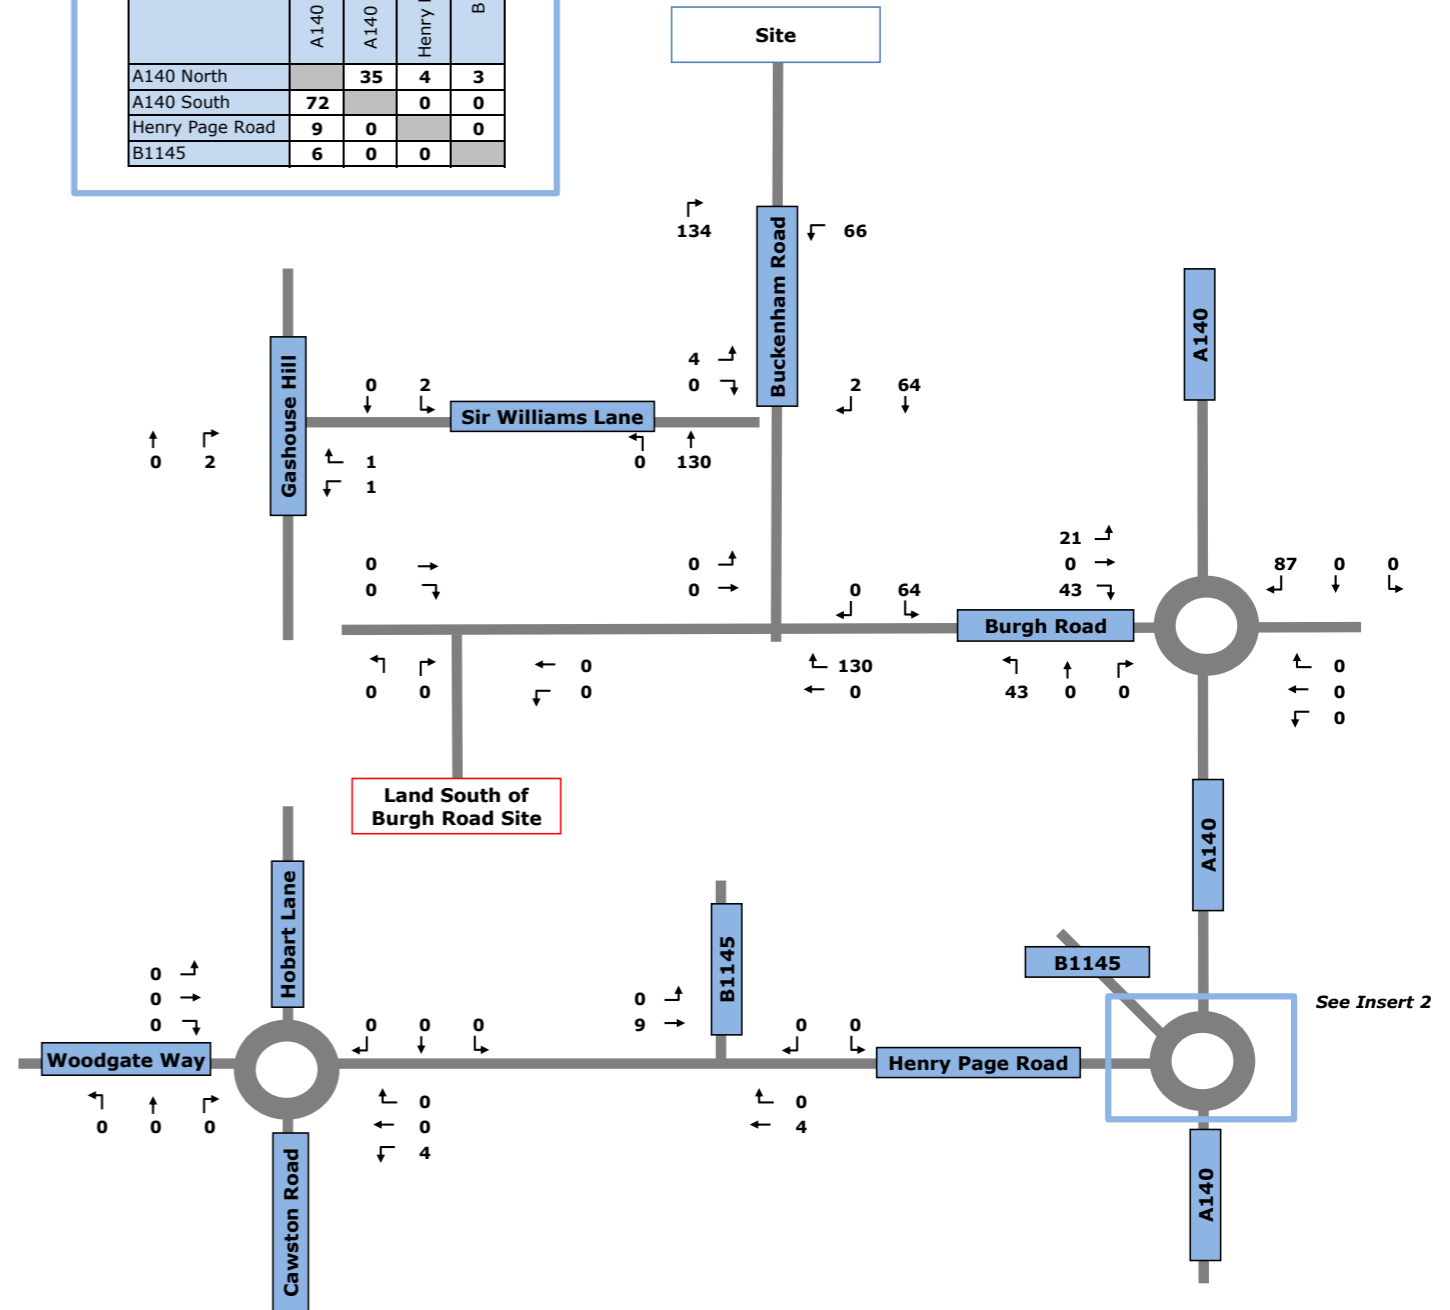 A140
A140
Henry
B
A140 North 35 4 3
A140 South 72 0 0
Henry Page Road 9 0 0
B1145 6 0 0
Site
134
66
Buckenham Road
A140
Gashouse Hill
4
0
0 2
2 64
Sir Williams Lane
0 2
1
1
0 130
21
0
43
0
0
0
0
0 64
87 0 0
Burgh Road
0 0
0
0
130
0
43 0 0
0
0
0
Land South of
Burgh Road Site
A140
Hobart Lane
B1145
B1145
See Insert 2
0
0
0
0
9
0 0 0
0 0
Woodgate Way
Henry Page Road
0 0 0
0
0
4
0
4
Cawston Road
A140